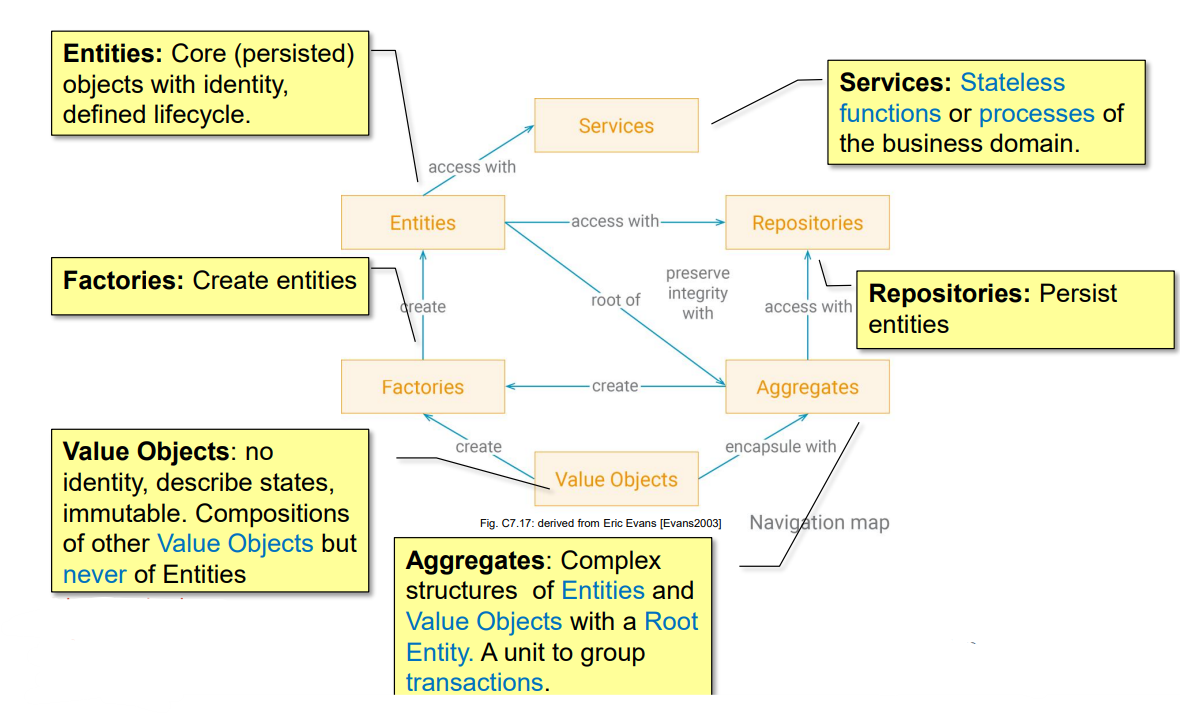 Entities: Core (persisted)
objects with identity,
defined lifecycle.
Services: Stateless
functions or processes of
the business domain.
Services
access with
Entities
access with
Repositories
Factories: Create entities
create
root of
preserve
integrity
with
access with
Repositories: Persist
entities
Factories
create
Aggregates
Value Objects: no
identity, describe states,
immutable. Compositions
of other Value Objects but
never of Entities
create
encapsule with
Value Objects
Fig. C7.17: derived from Eric Evans [Evans2003]
Navigation map
Aggregates: Complex
structures of Entities and
Value Objects with a Root
Entity. A unit to group
transactions.